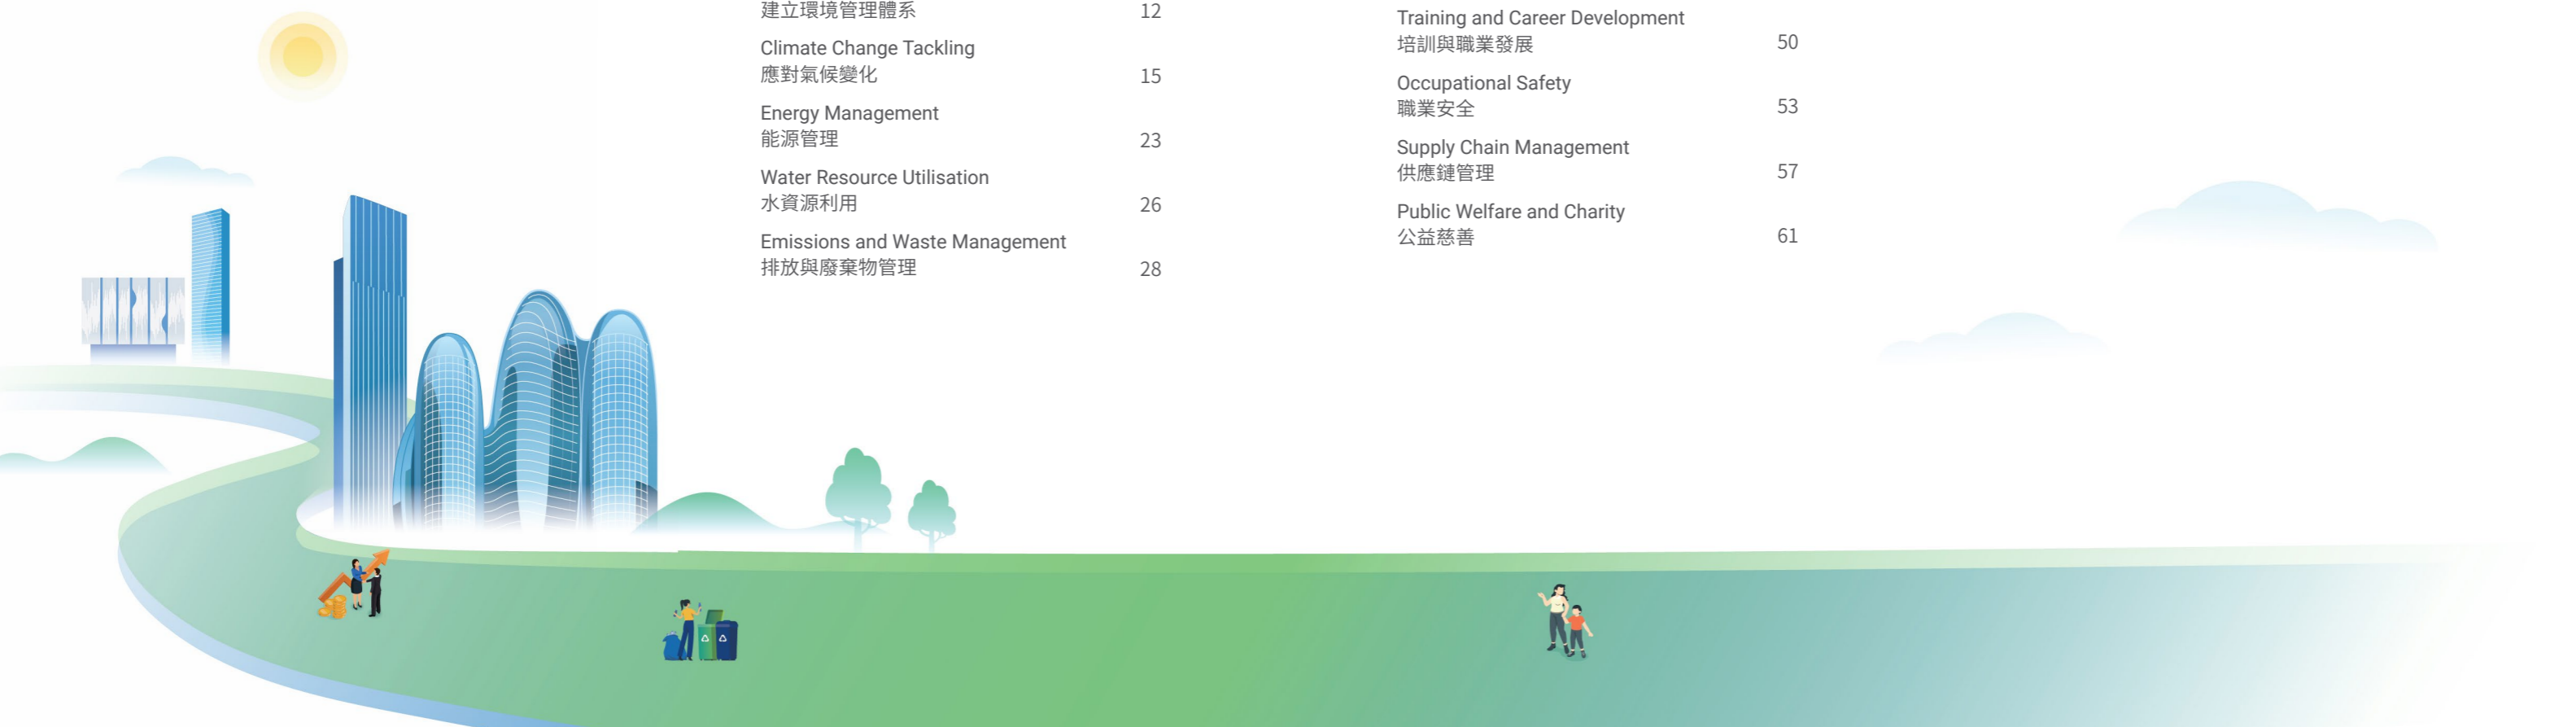 建立環境管理體系 12
Climate Change Tackling
應對氣候變化 15
Energy Management
能源管理 23
Water Resource Utilisation
水資源利用 26
Emissions and Waste Management
排放與廢棄物管理 28
Training and Career Development
培訓與職業發展 50
Occupational Safety
職業安全 53
Supply Chain Management
供應鏈管理 57
Public Welfare and Charity
公益慈善 61